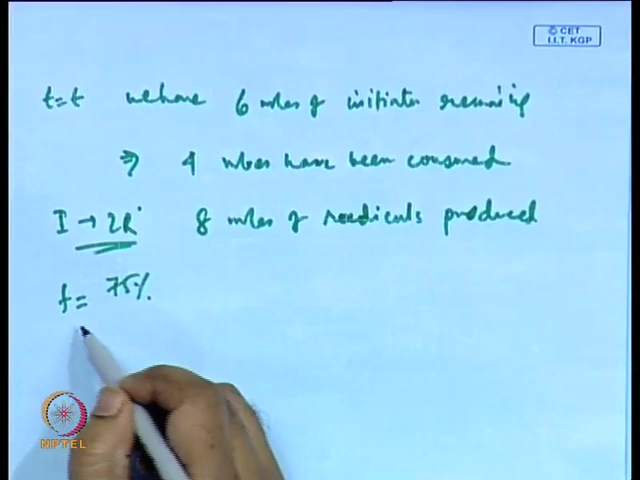 © CET
I.I.T. KGP
t=t we have 6 moles of initiator remaining
⇒ 4 moles have been consumed
I → 2R• 8 moles of radicals produced
f = 75%.
NPTEL